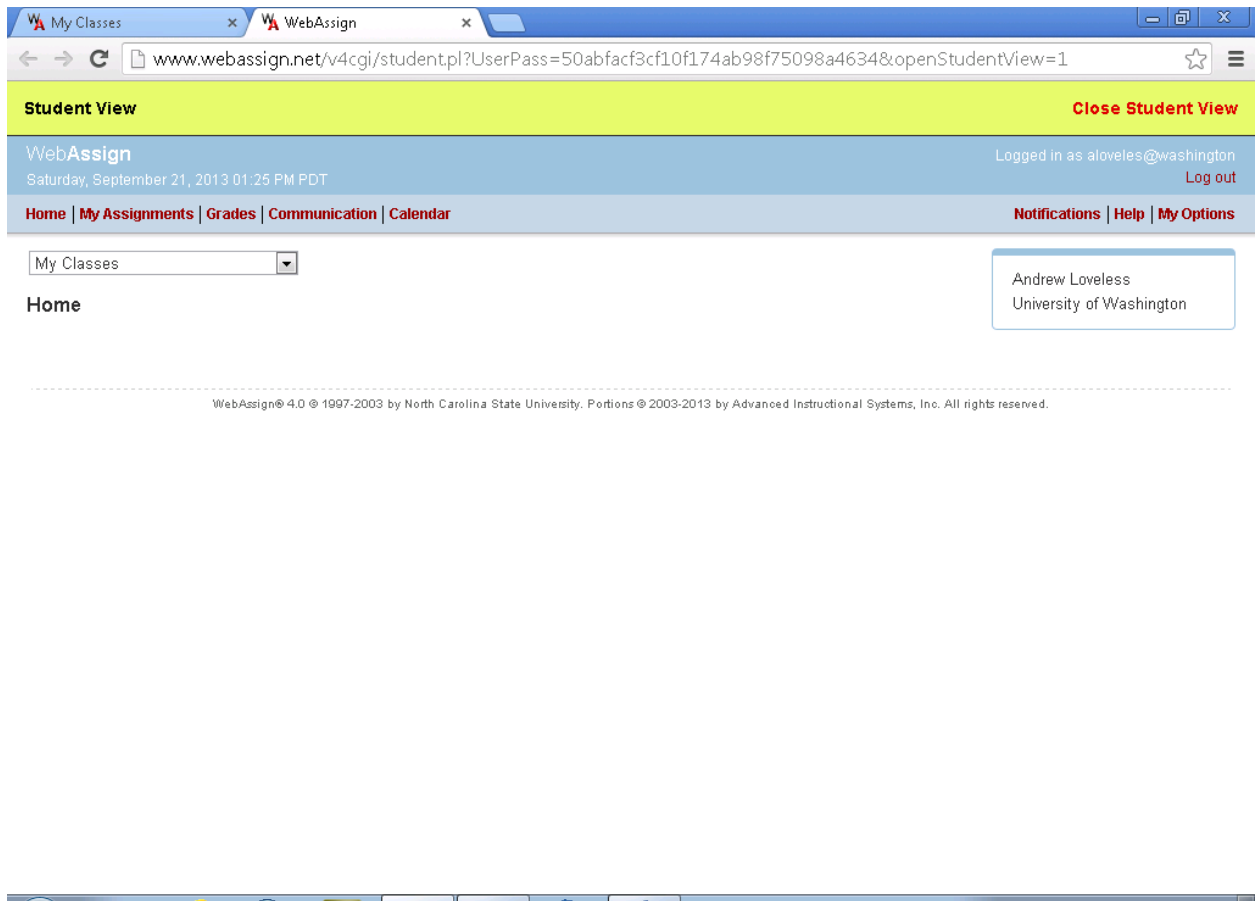 My Classes
WebAssign
www.webassign.net/v4cgi/student.pl?UserPass=50abfacf3cf10f174ab98f75098a4634&openStudentView=1
Student View
Close Student View
WebAssign
Logged in as aloveles@washington
Saturday, September 21, 2013 01:25 PM PDT
Log out
Home | My Assignments | Grades | Communication | Calendar
Notifications | Help | My Options
My Classes
Andrew Loveless
Home
University of Washington
WebAssign® 4.0 © 1997-2003 by North Carolina State University. Portions © 2003-2013 by Advanced Instructional Systems, Inc. All rights reserved.